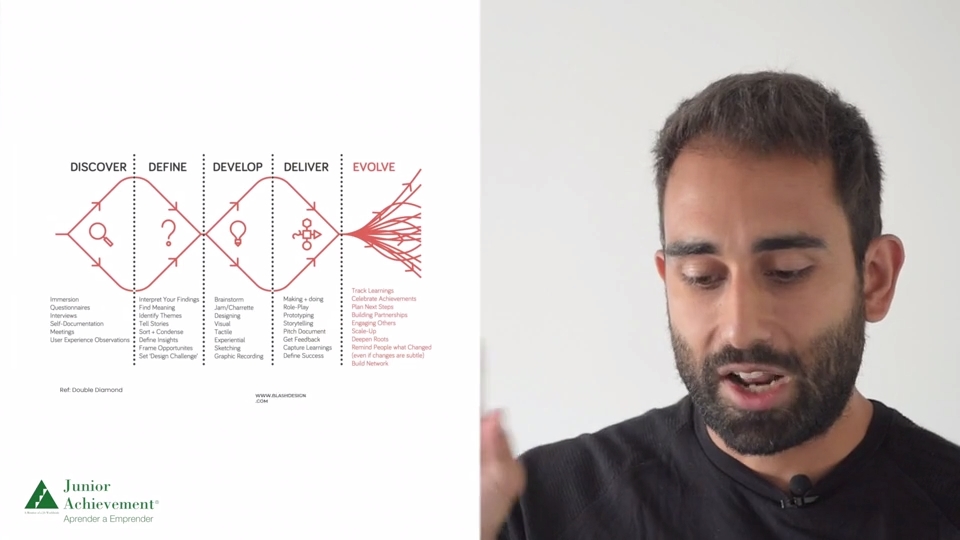 DISCOVER DEFINE DEVELOP DELIVER EVOLVE
Immersion
Questionnaires
Interviews
Self-Documentation
Meetings
User Experience Observations
Interpret Your Findings
Find Meaning
Identify Themes
Tell Stories
Sort + Condense
Define insights
Frame Opportunites
Set 'Design Challenge'
Brainstorm
Jam/Charrette
Designing
Visual
Tactile
Experiential
Sketching
Graphic Recording
Making + doing
Role-Play
Prototyping
Storytelling
Pitch Document
Get Feedback
Capture Learnings
Define Success
Track Learnings
Celebrate Achievements
Plan Next Steps
Building Partnerships
Engaging Others
Scale-Up
Deepen Roots
Remind People what Changed
(even if changes are subtle)
Build Network
Ref: Double Diamond
.COM
Junior
Achievement®
Aprender a Emprender